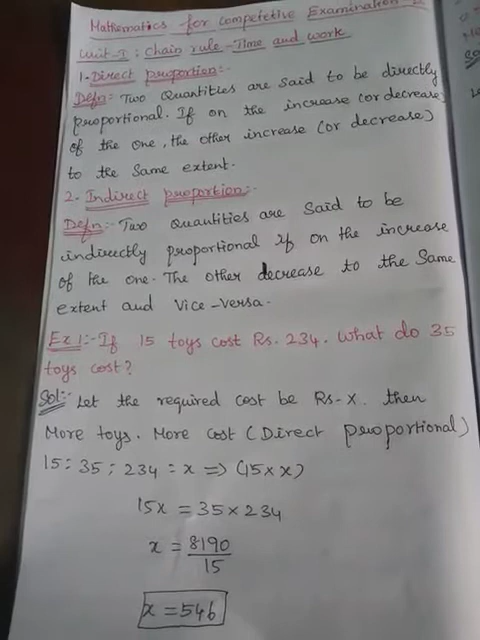 Mathematics - for competetive Examination - II
Unit - I : Chain rule - Time and work
1. Direct proportion:-
Defn:- Two Quantities are said to be directly
proportional. If on the increase (or decrease)
of the one, the other increase (or decrease)
to the same extent.
2. Indirect proportion:-
Defn:- Two Quantities are said to be
indirectly proportional If on the increase
of the one. The other decrease to the same
extent and vice-versa.
Ex 1:- If 15 toys cost Rs. 234. What do 35
toys cost?
Sol:- Let the required cost be Rs-x. then
More toys. More cost (Direct proportional)
15 : 35 : 234 : x => (15 × x)
15x = 35 × 234
x = 8190
15
x = 546